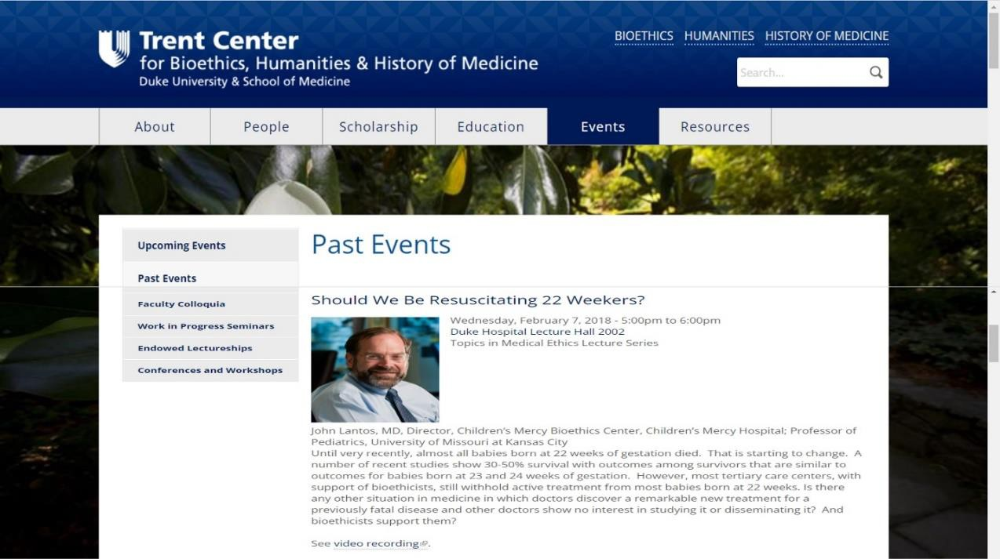 Trent Center
for Bioethics, Humanities & History of Medicine
Duke University & School of Medicine
BIOETHICS HUMANITIES HISTORY OF MEDICINE
Search...
About People Scholarship Education Events Resources
Upcoming Events
Past Events
Faculty Colloquia
Work in Progress Seminars
Endowed Lectureships
Conferences and Workshops
Past Events
Should We Be Resuscitating 22 Weekers?
Wednesday, February 7, 2018 - 5:00pm to 6:00pm
Duke Hospital Lecture Hall 2002
Topics in Medical Ethics Lecture Series
John Lantos, MD, Director, Children's Mercy Bioethics Center, Children's Mercy Hospital; Professor of
Pediatrics, University of Missouri at Kansas City
Until very recently, almost all babies born at 22 weeks of gestation died. That is starting to change. A
number of recent studies show 30-50% survival with outcomes among survivors that are similar to
outcomes for babies born at 23 and 24 weeks of gestation. However, most tertiary care centers, with
support of bioethicists, still withhold active treatment from most babies born at 22 weeks. Is there
any other situation in medicine in which doctors discover a remarkable new treatment for a
previously fatal disease and other doctors show no interest in studying it or disseminating it? And
bioethicists support them?
See video recording.